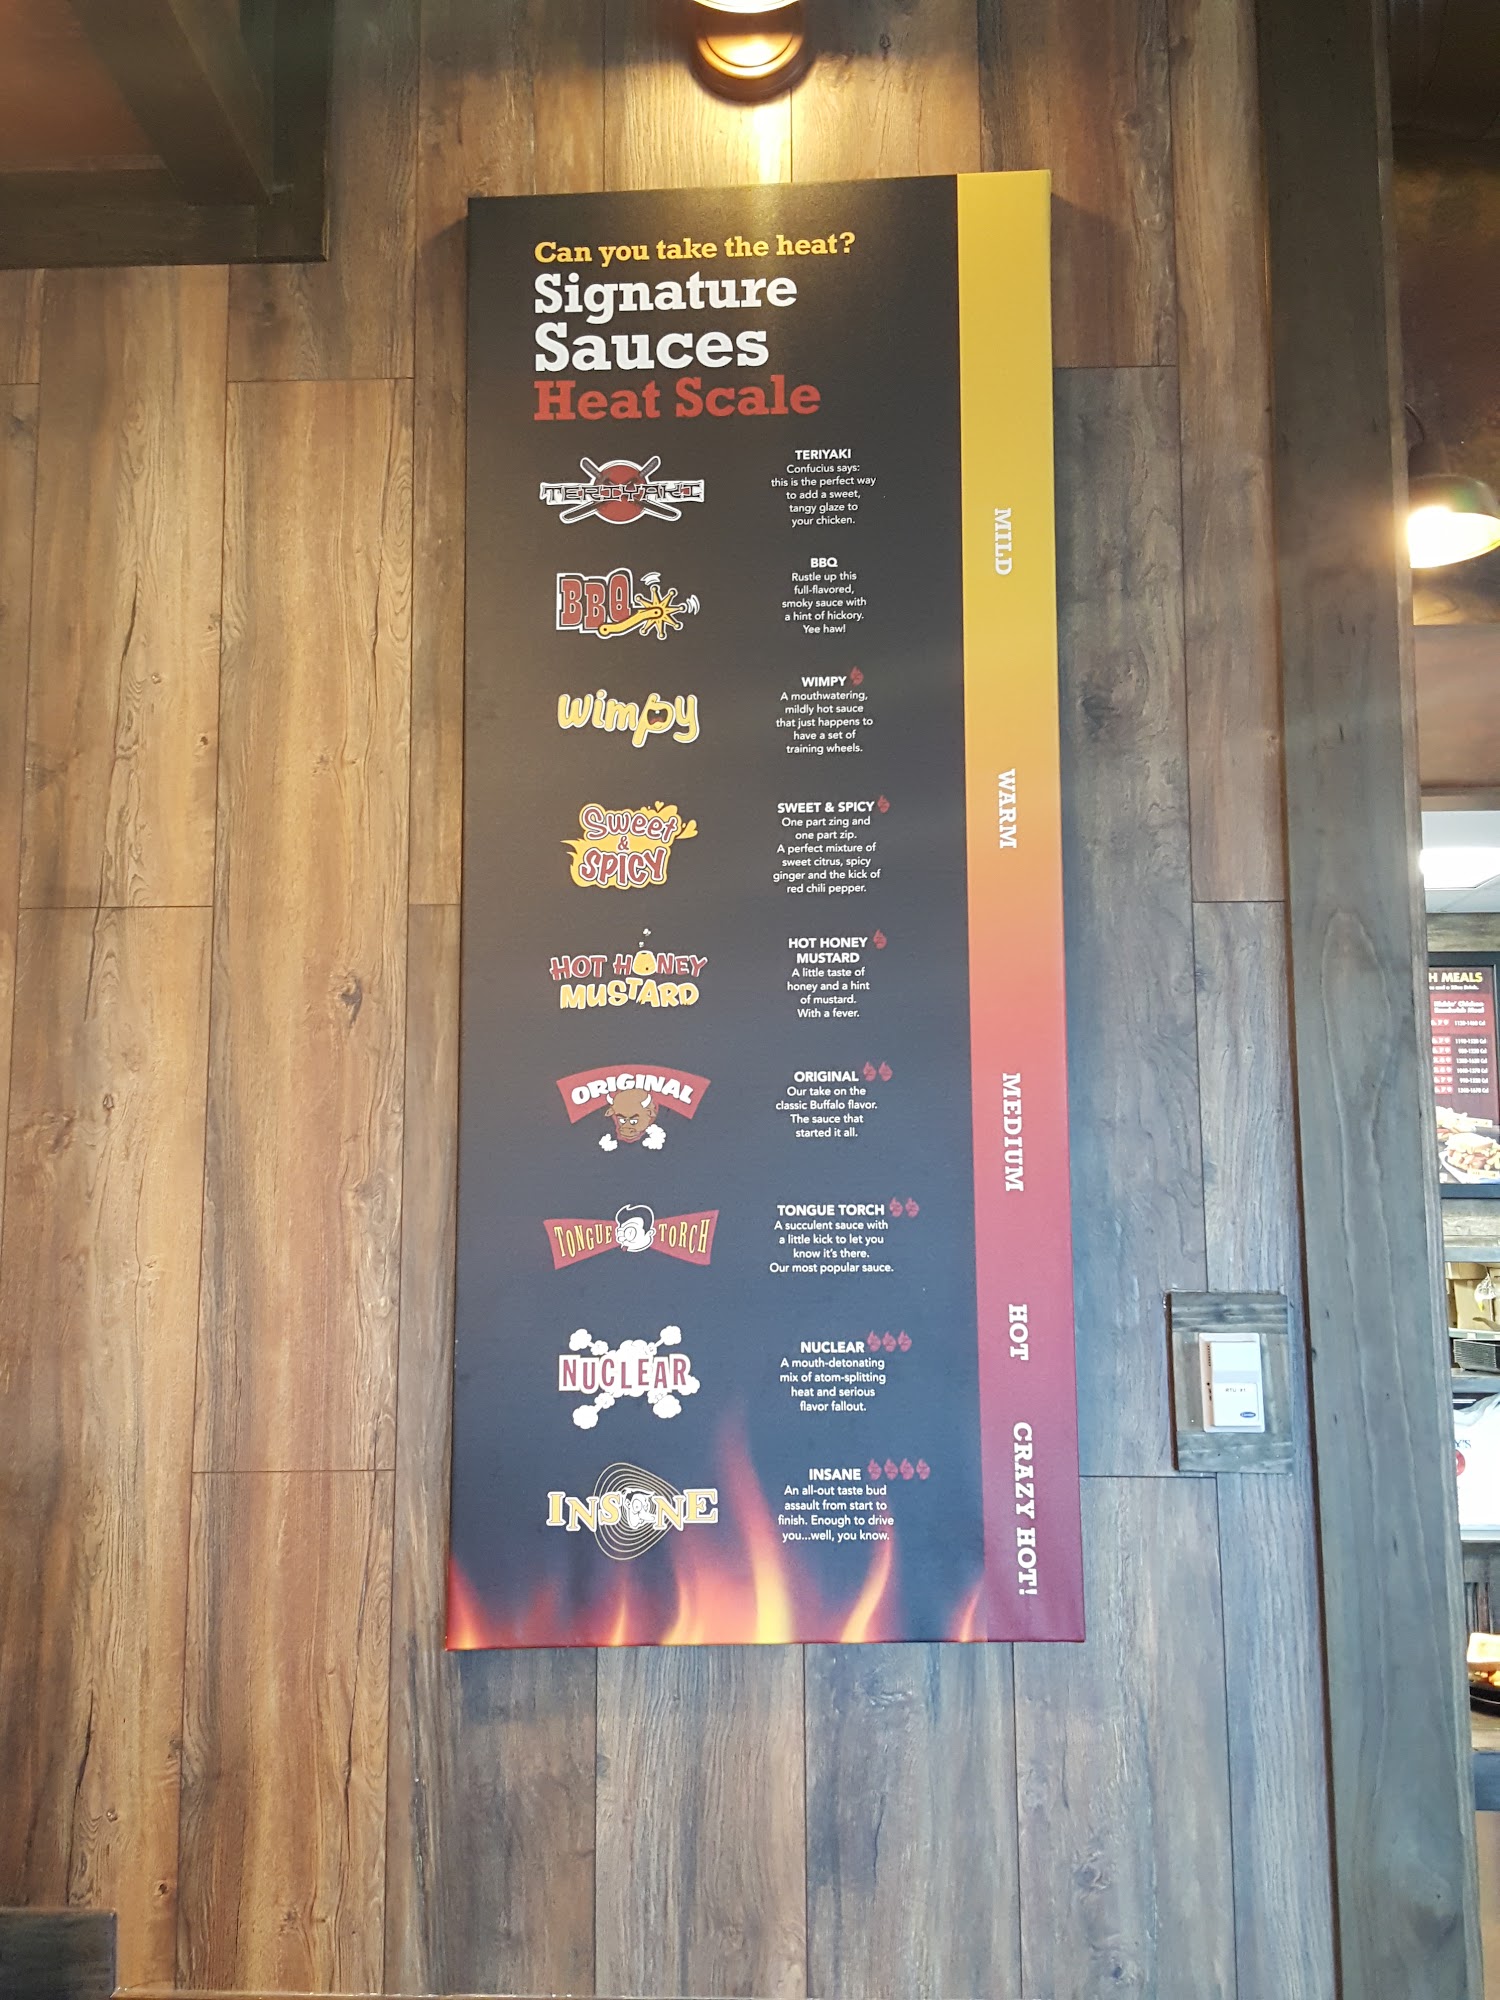 Can you take the heat?
Signature
Sauces
Heat Scale
TERIYAKI
TERIYAKI
Confucius says:
this is the perfect way
to add a sweet,
tangy glaze to
your chicken.
MILD
BBQ
BBQ
Rustle up this
full-flavored,
smoky sauce with
a hint of hickory.
Yee haw!
wimpy
WIMPY
A mouthwatering,
mildly hot sauce
that just happens to
have a set of
training wheels.
WARM
Sweet
&
SPICY
SWEET & SPICY
One part zing and
one part zip.
A perfect mixture of
sweet citrus, spicy
ginger and the kick of
red chili pepper.
HOT HONEY
MUSTARD
HOT HONEY
MUSTARD
A little taste of
honey and a hint
of mustard.
With a fever.
ORIGINAL
ORIGINAL
Our take on the
classic Buffalo flavor.
The sauce that
started it all.
MEDIUM
TONGUE TORCH
TONGUE TORCH
A succulent sauce with
a little kick to let you
know it's there.
Our most popular sauce.
HOT
NUCLEAR
NUCLEAR
A mouth-detonating
mix of atom-splitting
heat and serious
flavor fallout.
INSANE
INSANE
An all-out taste bud
assault from start to
finish. Enough to drive
you...well, you know.
CRAZY HOT!
H MEALS